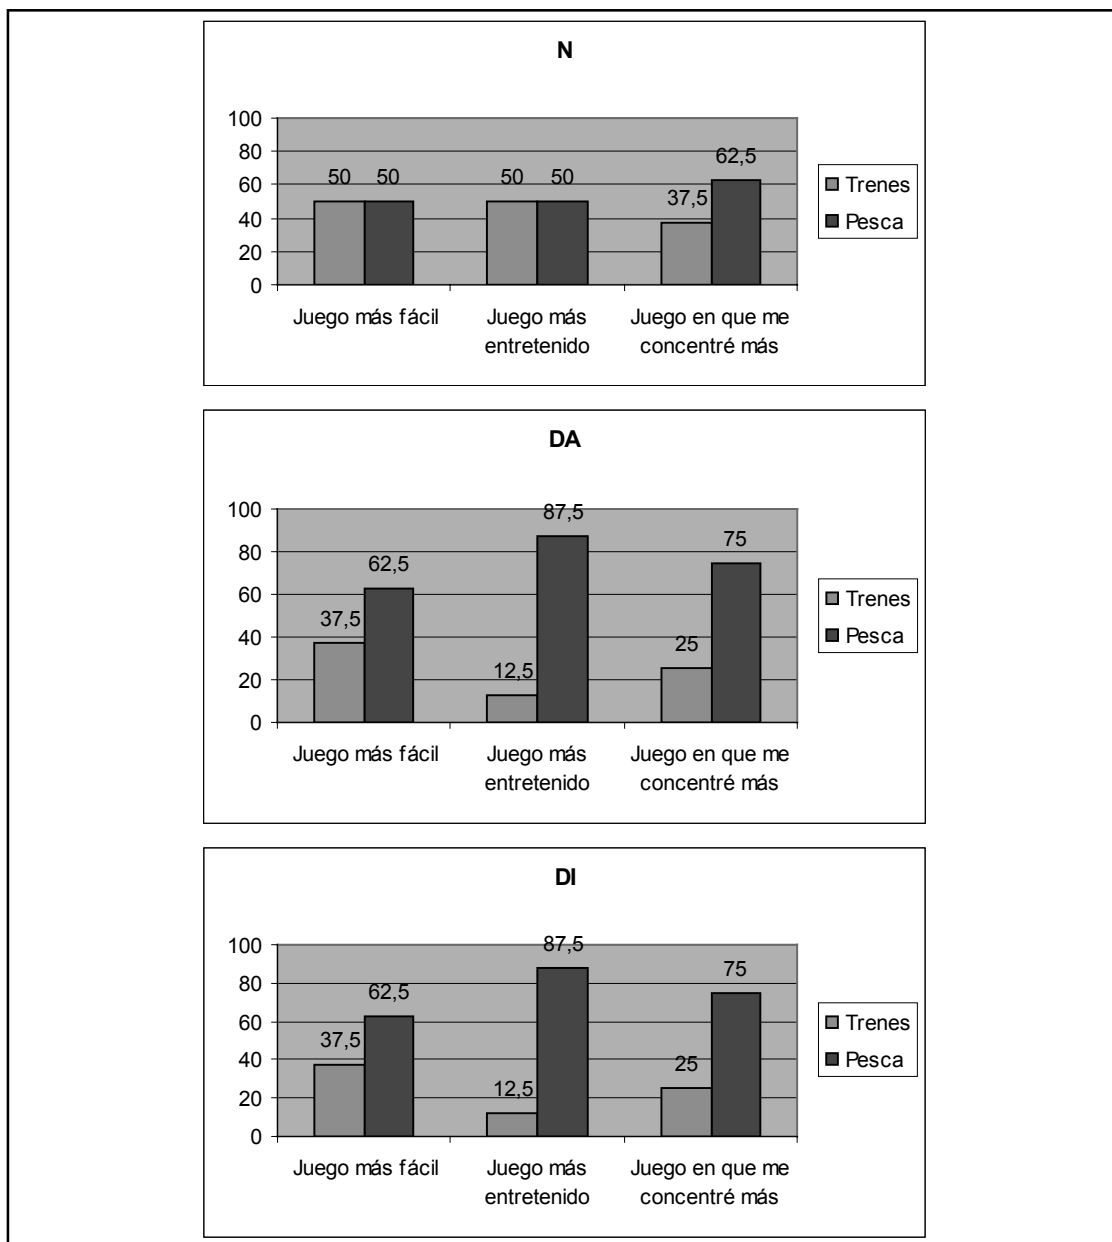 N
100
80
60
40
20
0
50 50 50 50 37,5 62,5
Juego más fácil
Juego más
entretenido
Juego en que me
concentré más
Trenes
Pesca
DA
100
80
60
40
20
0
37,5 62,5 12,5 87,5 25 75
Juego más fácil
Juego más
entretenido
Juego en que me
concentré más
Trenes
Pesca
DI
100
80
60
40
20
0
37,5 62,5 12,5 87,5 25 75
Juego más fácil
Juego más
entretenido
Juego en que me
concentré más
Trenes
Pesca